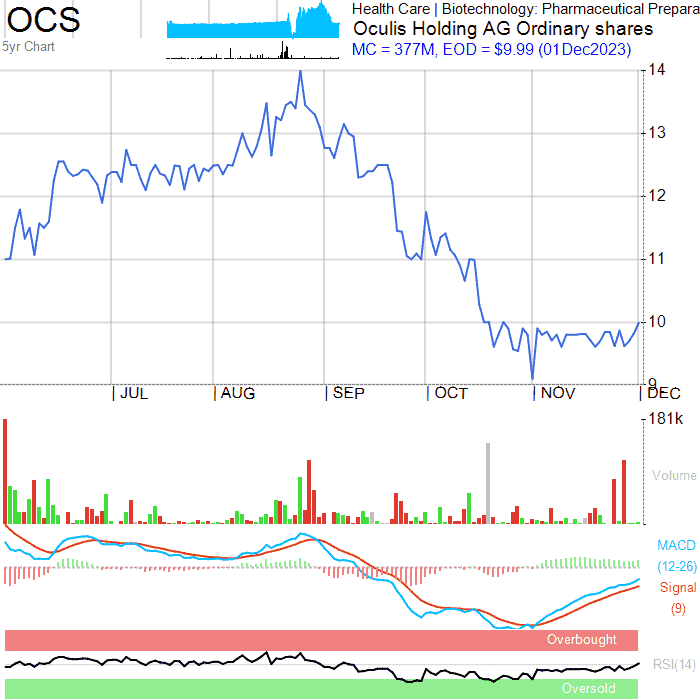 OCS
5yr Chart
Health Care | Biotechnology: Pharmaceutical Prepara
Oculis Holding AG Ordinary shares
MC = 377M, EOD = $9.99 (01Dec2023)
14
13
12
11
10
9
JUL AUG SEP OCT NOV DEC
181k
Volume
MACD
(12-26)
Signal
(9)
Overbought
RSI(14)
Oversold